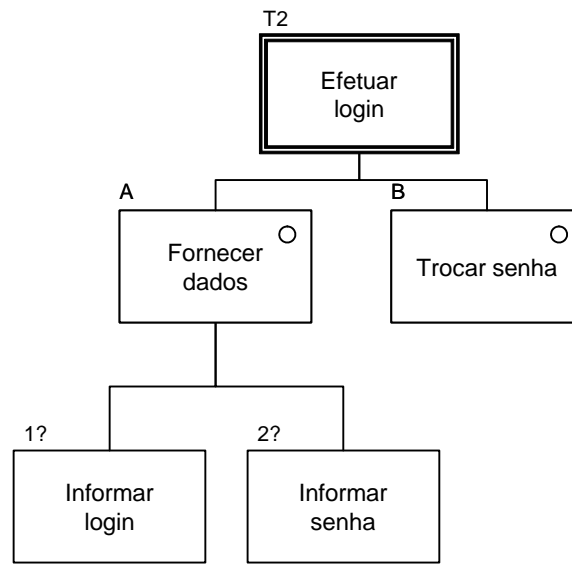 T2
Efetuar
login
A
B
Fornecer
dados
Trocar senha
1?
2?
Informar
login
Informar
senha